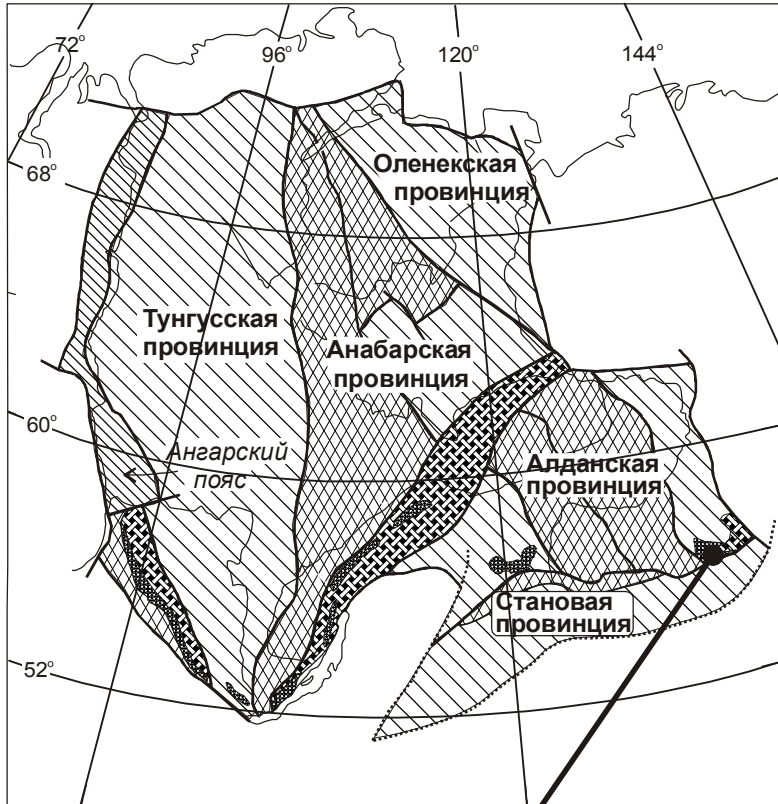 72°
96°
120°
144°
Оленекская
провинция
68°
Тунгусская
провинция
Анабарская
провинция
60°
Ангарский
пояс
Алданская
провинция
Становая
провинция
52°